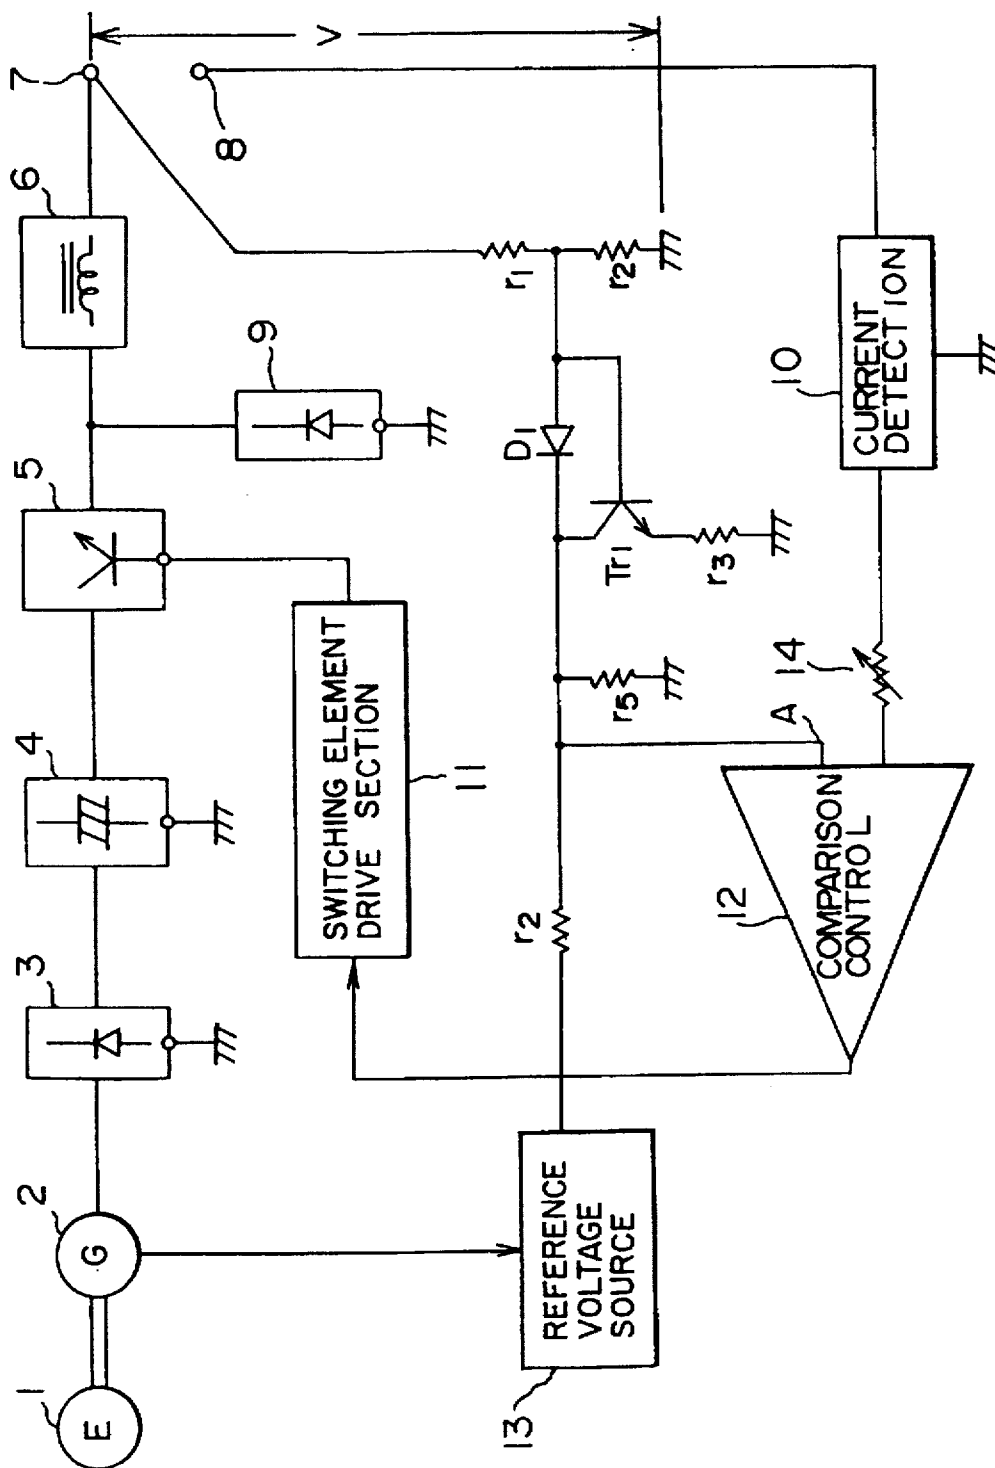 1
E
2
G
3
4
5
6
7
8
V
9
SWITCHING ELEMENT
DRIVE SECTION
11
r1
r2
D1
Tr1
r3
r5
r2
A
14
10
CURRENT
DETECTION
12
COMPARISON
CONTROL
REFERENCE
VOLTAGE
SOURCE
13